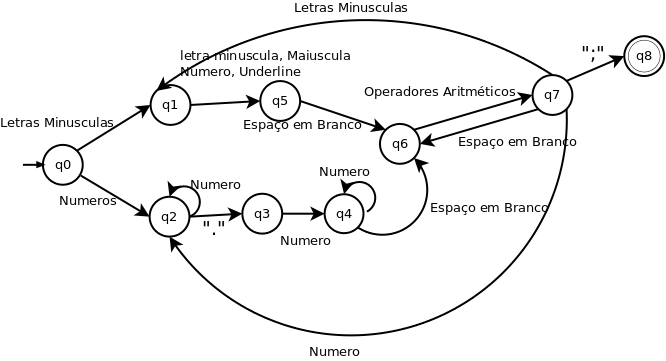 Letras Minusculas
";"
q8
letra minuscula, Maiuscula
Numero, Underline
q1
q5
Operadores Aritméticos
q7
Letras Minusculas
Espaço em Branco
q6
Espaço em Branco
q0
Numeros
Numero
Numero
q2
"."
q3
q4
Espaço em Branco
Numero
Numero